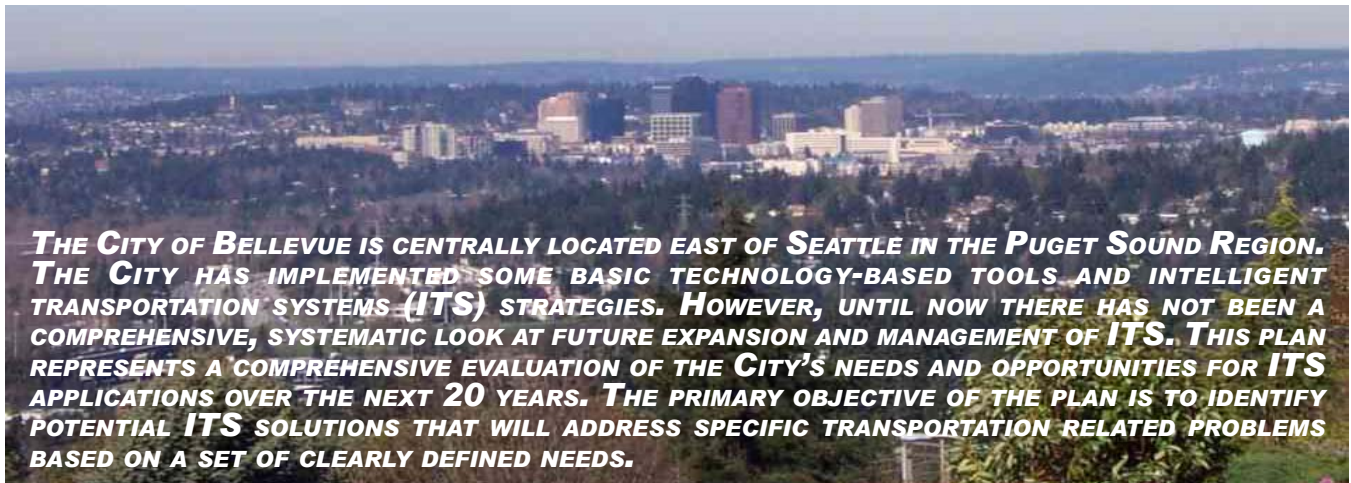 THE CITY OF BELLEVUE IS CENTRALLY LOCATED EAST OF SEATTLE IN THE PUGET SOUND REGION.
THE CITY HAS IMPLEMENTED SOME BASIC TECHNOLOGY-BASED TOOLS AND INTELLIGENT
TRANSPORTATION SYSTEMS (ITS) STRATEGIES. HOWEVER, UNTIL NOW THERE HAS NOT BEEN A
COMPREHENSIVE, SYSTEMATIC LOOK AT FUTURE EXPANSION AND MANAGEMENT OF ITS. THIS PLAN
REPRESENTS A COMPREHENSIVE EVALUATION OF THE CITY'S NEEDS AND OPPORTUNITIES FOR ITS
APPLICATIONS OVER THE NEXT 20 YEARS. THE PRIMARY OBJECTIVE OF THE PLAN IS TO IDENTIFY
POTENTIAL ITS SOLUTIONS THAT WILL ADDRESS SPECIFIC TRANSPORTATION RELATED PROBLEMS
BASED ON A SET OF CLEARLY DEFINED NEEDS.